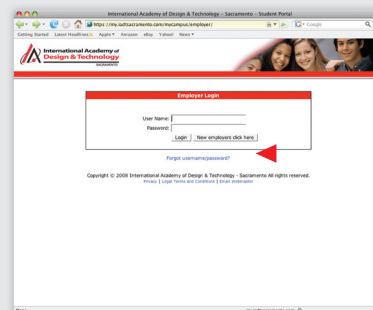 International Academy of Design & Technology - Sacramento -- Student Portal
https://my.iadtsacramento.com/mycampus/employer/
Google
Getting Started Latest Headlines Apple Amazon eBay Yahoo! News
International Academy of
Design & Technology
SACRAMENTO
Employer Login
User Name:
Password:
Login New employers click here
Forgot username/password?
Copyright © 2008 International Academy of Design & Technology - Sacramento All rights reserved.
Privacy | Legal Terms and Conditions | Email Webmaster